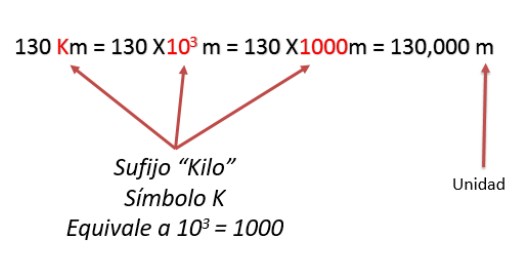 130 Km = 130 X10³ m = 130 X1000m = 130,000 m
Sufijo “Kilo”
Símbolo K
Equivale a 10³ = 1000
Unidad